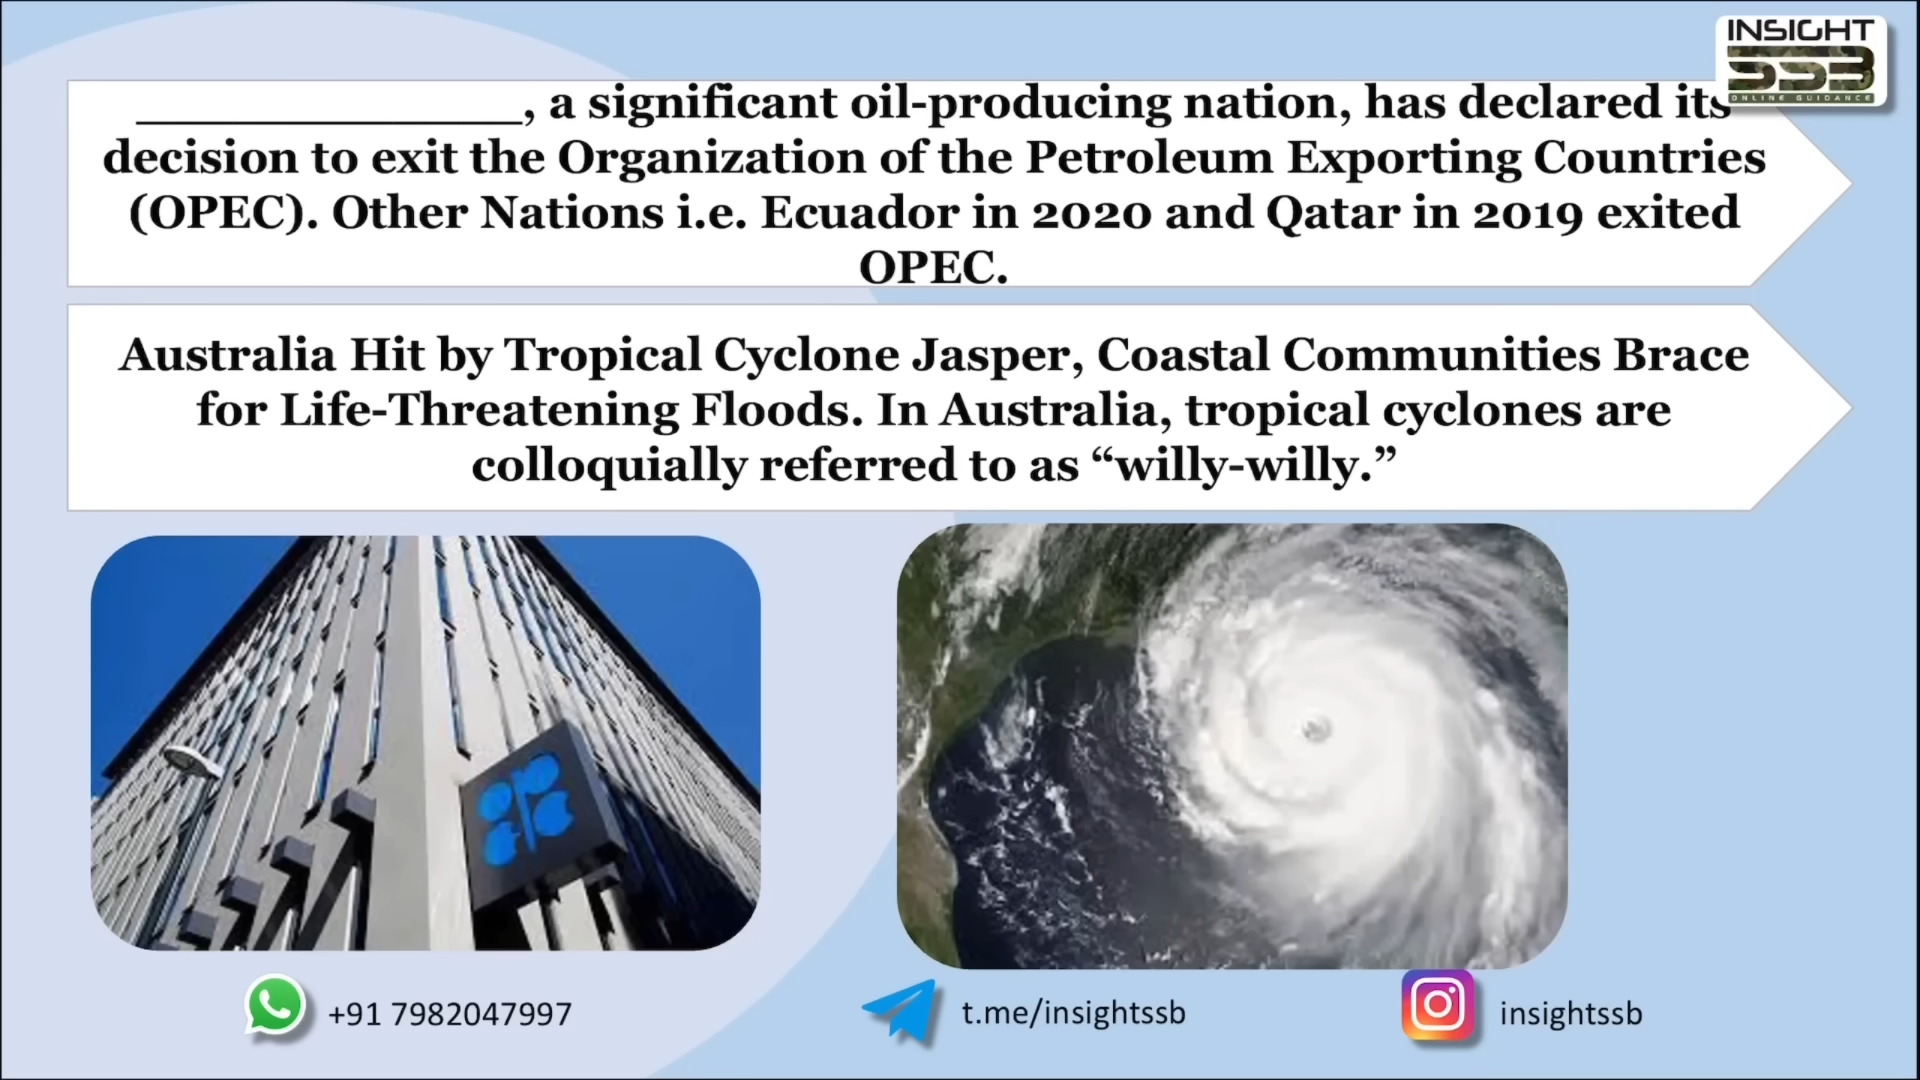 INSIGHT
SSB
ONLINE GUIDANCE
_______________, a significant oil-producing nation, has declared its
decision to exit the Organization of the Petroleum Exporting Countries
(OPEC). Other Nations i.e. Ecuador in 2020 and Qatar in 2019 exited
OPEC.
Australia Hit by Tropical Cyclone Jasper, Coastal Communities Brace
for Life-Threatening Floods. In Australia, tropical cyclones are
colloquially referred to as “willy-willy.”
+91 7982047997
t.me/insightssb
insightssb